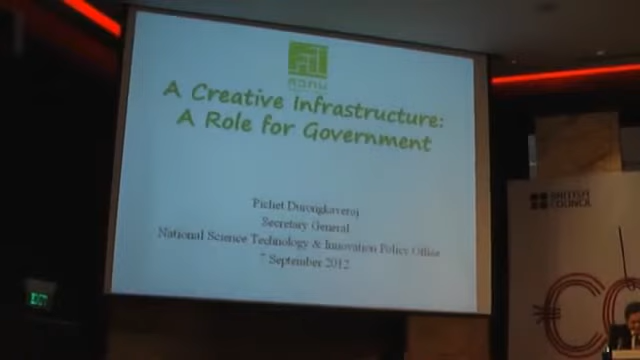 A Creative Infrastructure:
A Role for Government
Pichet Durongkaveroj
Secretary General
National Science Technology & Innovation Policy Office
7 September 2012
EXIT
BRITISH
COUNCIL